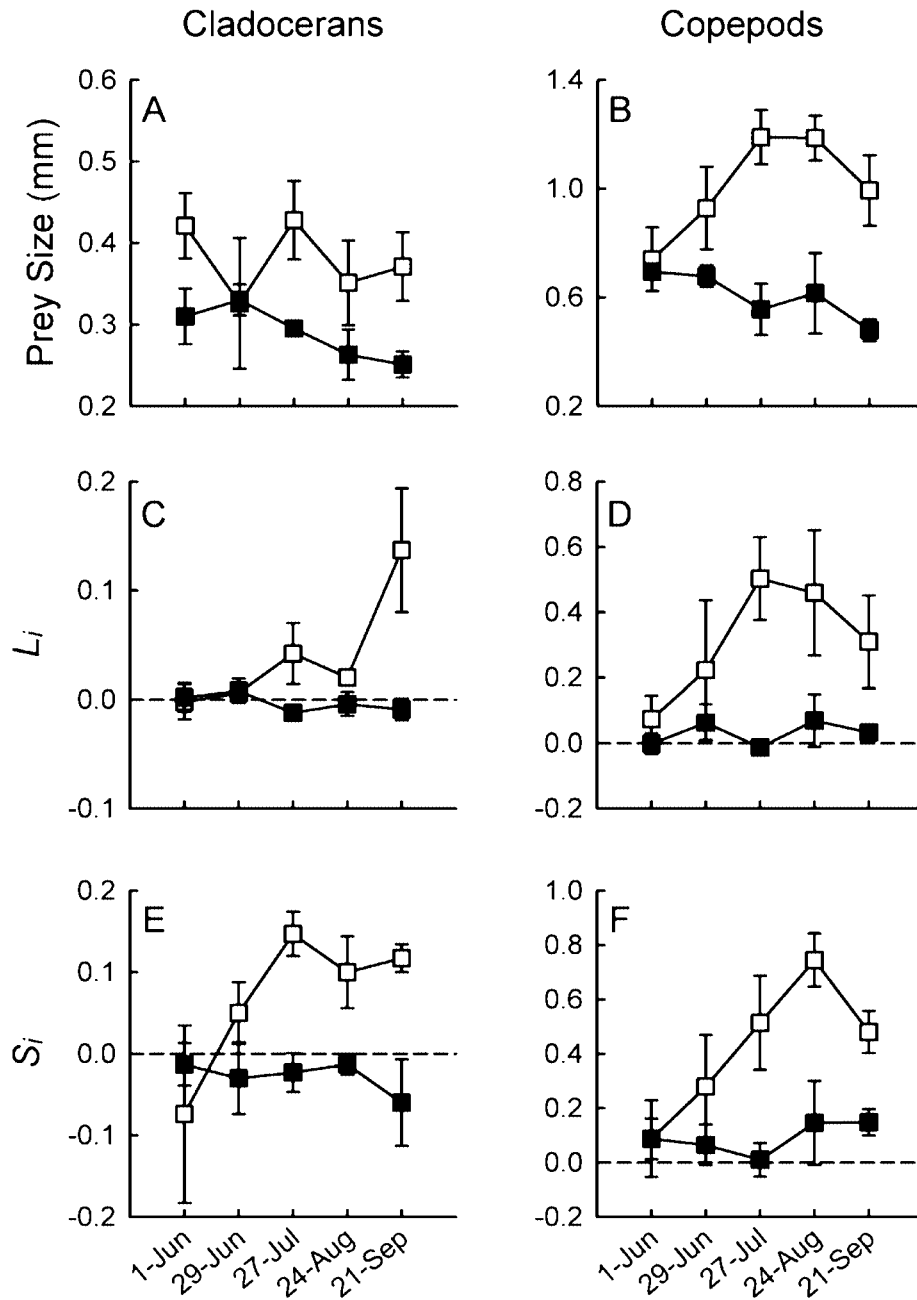 Cladocerans
Copepods
A
B
Prey Size (mm)
0.6
0.5
0.4
0.3
0.2
1.4
1.0
0.6
0.2
C
D
Li
0.2
0.1
0.0
-0.1
0.8
0.6
0.4
0.2
0.0
-0.2
E
F
Si
0.2
0.1
0.0
-0.1
-0.2
1.0
0.8
0.6
0.4
0.2
0.0
-0.2
1-Jun
29-Jun
27-Jul
24-Aug
21-Sep
1-Jun
29-Jun
27-Jul
24-Aug
21-Sep